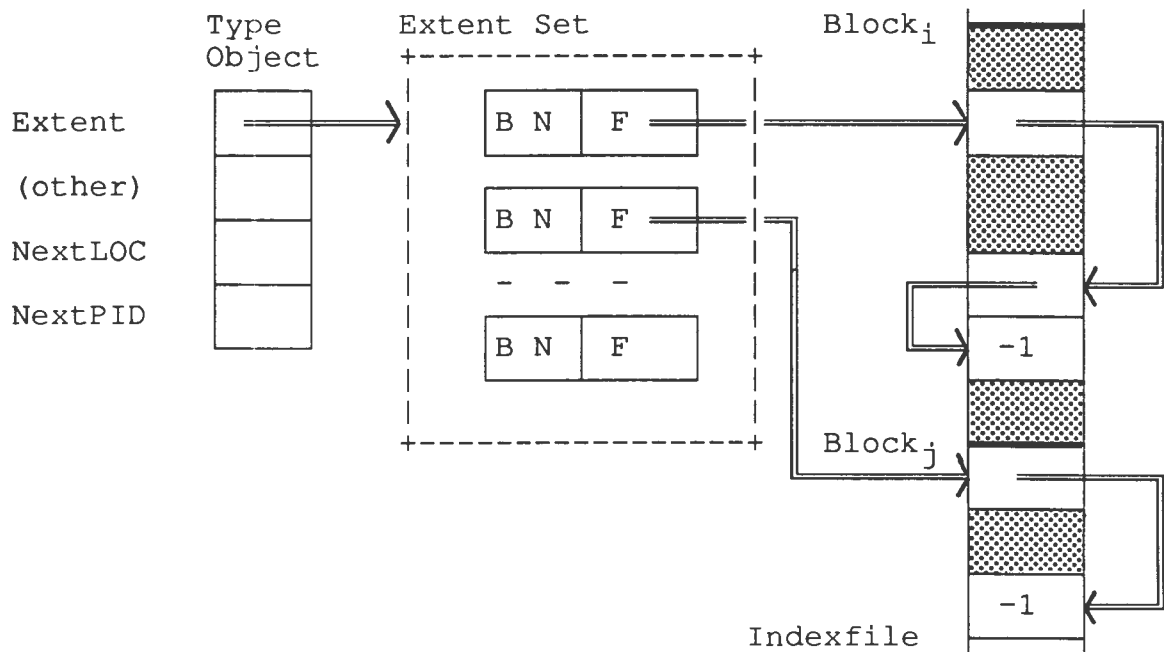 Type
Object
Extent Set
Block_i
Extent
(other)
NextLOC
NextPID
B N F
B N F
- - -
B N F
-1
Block_j
-1
Indexfile